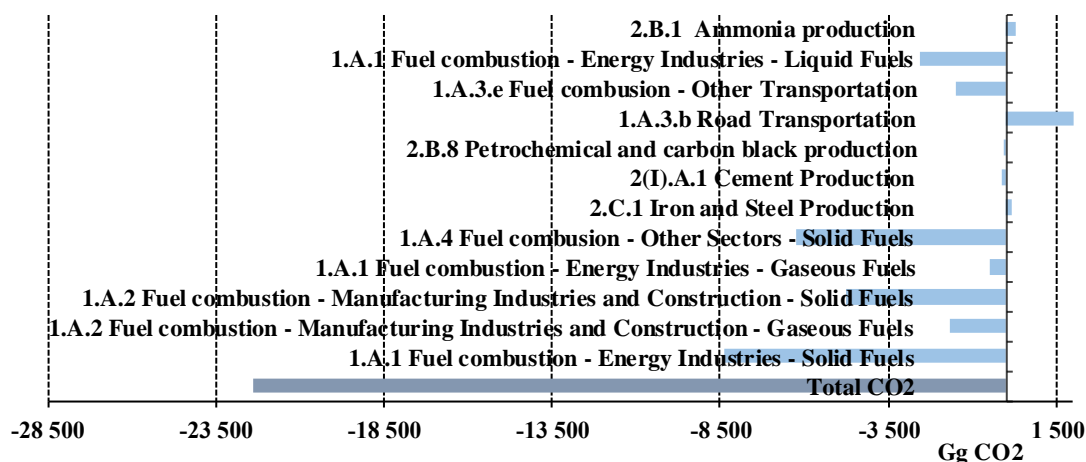 2.B.1 Ammonia production
1.A.1 Fuel combustion - Energy Industries - Liquid Fuels
1.A.3.e Fuel combusion - Other Transportation
1.A.3.b Road Transportation
2.B.8 Petrochemical and carbon black production
2(I).A.1 Cement Production
2.C.1 Iron and Steel Production
1.A.4 Fuel combusion - Other Sectors - Solid Fuels
1.A.1 Fuel combustion - Energy Industries - Gaseous Fuels
1.A.2 Fuel combustion - Manufacturing Industries and Construction - Solid Fuels
1.A.2 Fuel combustion - Manufacturing Industries and Construction - Gaseous Fuels
1.A.1 Fuel combustion - Energy Industries - Solid Fuels
Total CO2
-28 500 -23 500 -18 500 -13 500 -8 500 -3 500 1 500
Gg CO2